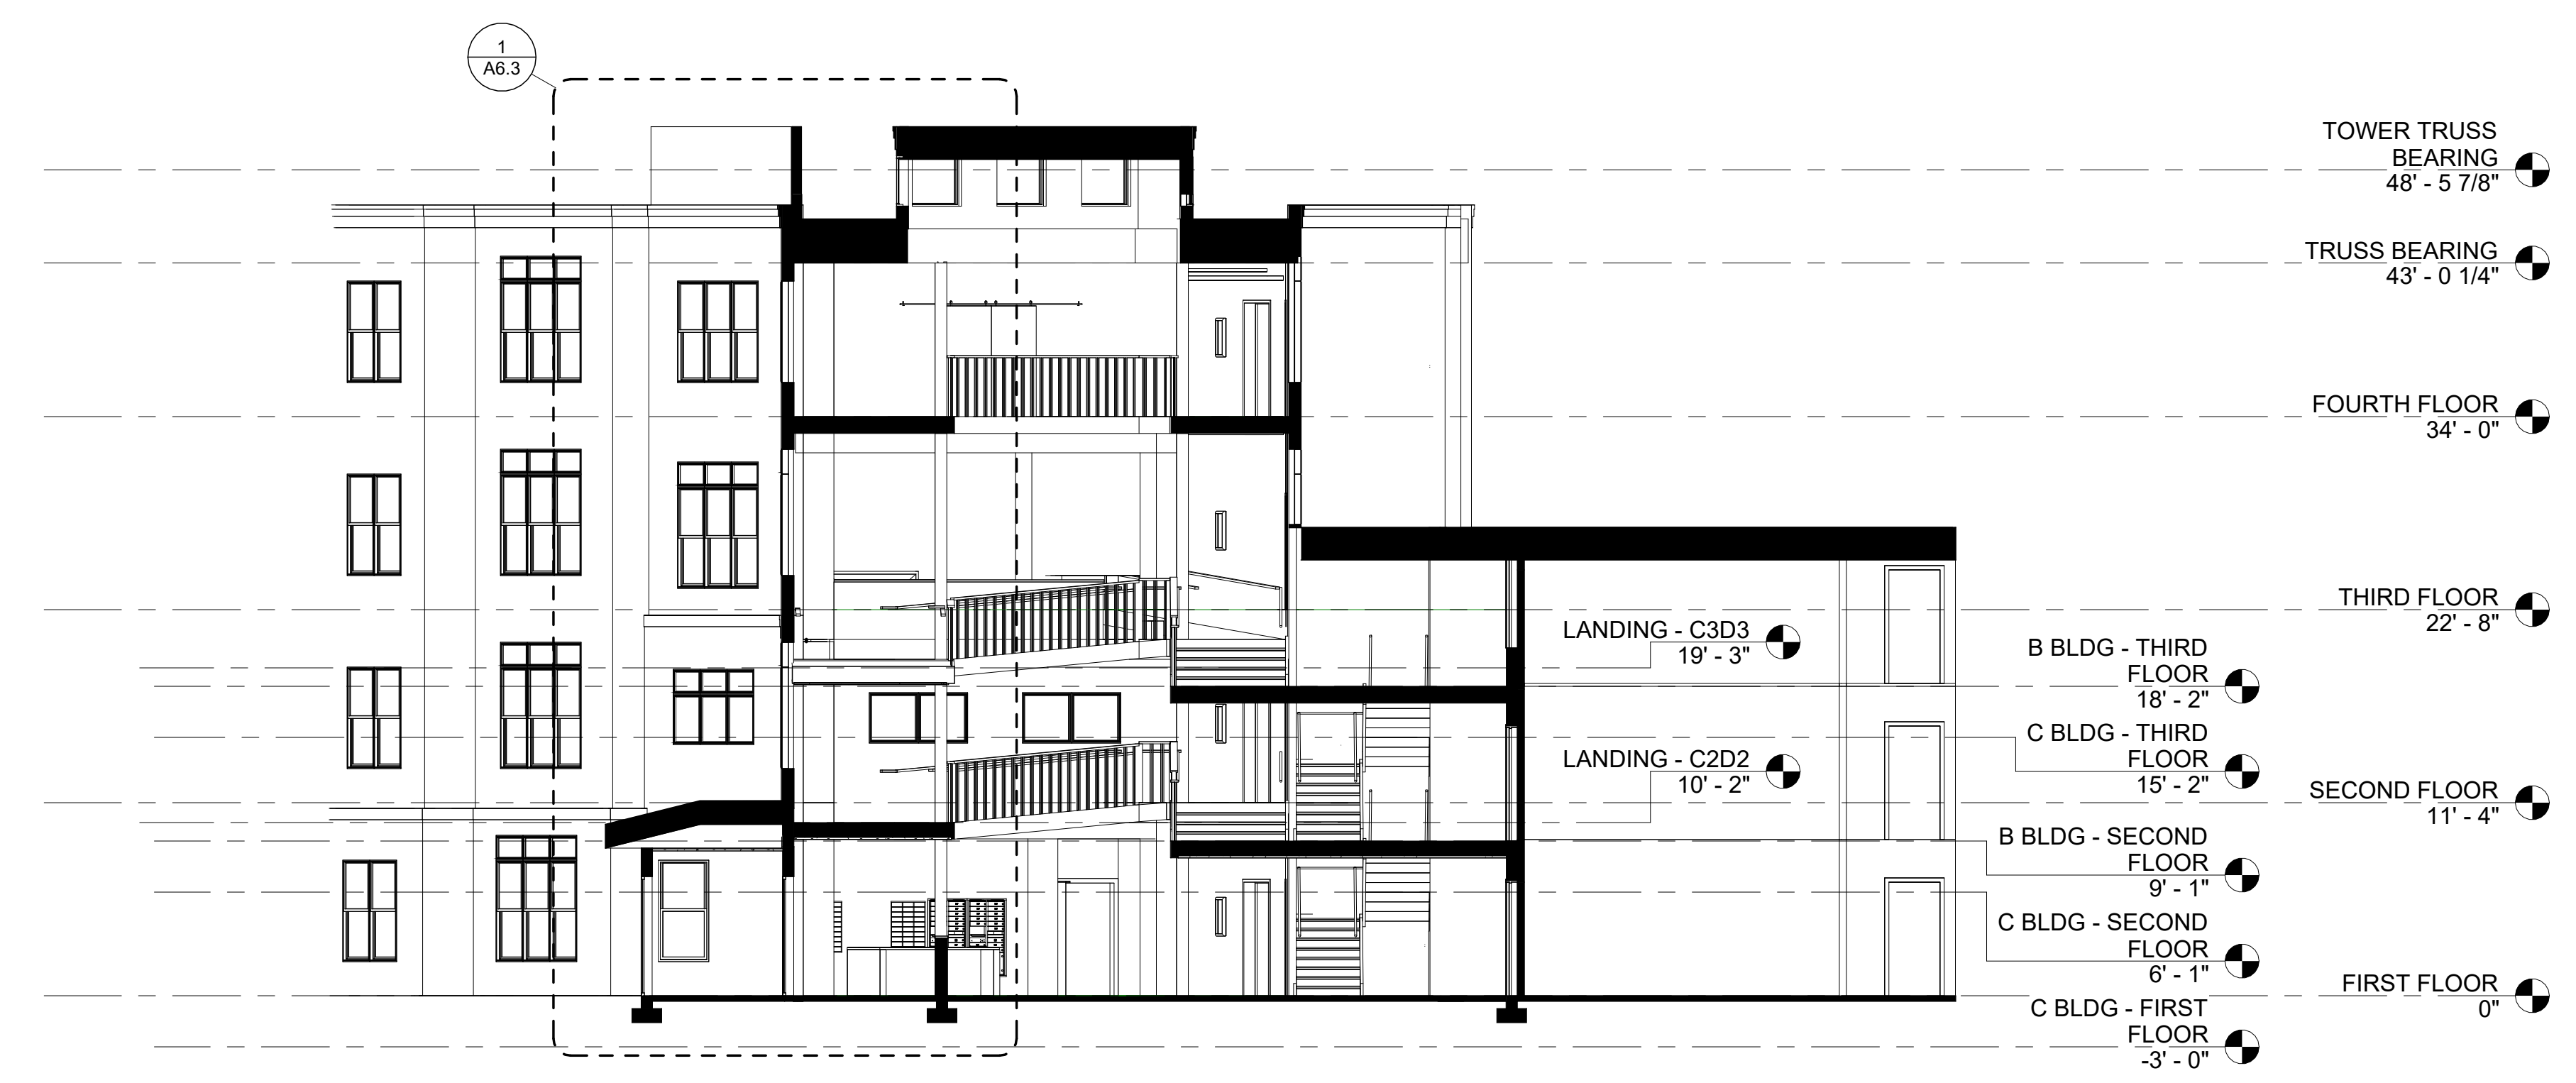 1
A6.3
TOWER TRUSS
BEARING
48' - 5 7/8"
TRUSS BEARING
43' - 0 1/4"
FOURTH FLOOR
34' - 0"
THIRD FLOOR
22' - 8"
LANDING - C3D3
19' - 3"
B BLDG - THIRD
FLOOR
18' - 2"
C BLDG - THIRD
FLOOR
15' - 2"
LANDING - C2D2
10' - 2"
SECOND FLOOR
11' - 4"
B BLDG - SECOND
FLOOR
9' - 1"
C BLDG - SECOND
FLOOR
6' - 1"
FIRST FLOOR
0"
C BLDG - FIRST
FLOOR
-3' - 0"